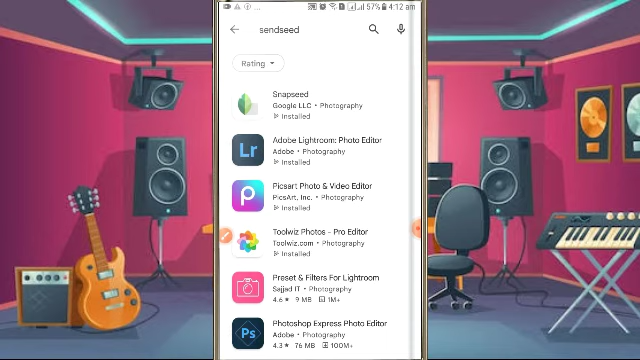 57% 4:12 am
sendseed
Rating
Snapseed
Google LLC • Photography
Installed
Lr
Adobe Lightroom: Photo Editor
Adobe • Photography
Installed
Picsart Photo & Video Editor
PicsArt, Inc. • Photography
Installed
Toolwiz Photos - Pro Editor
Toolwiz.com • Photography
Installed
Preset & Filters For Lightroom
Sajjad IT • Photography
4.6 ★ 9 MB 1M+
Ps
Photoshop Express Photo Editor
Adobe • Photography
4.3 ★ 76 MB 100M+